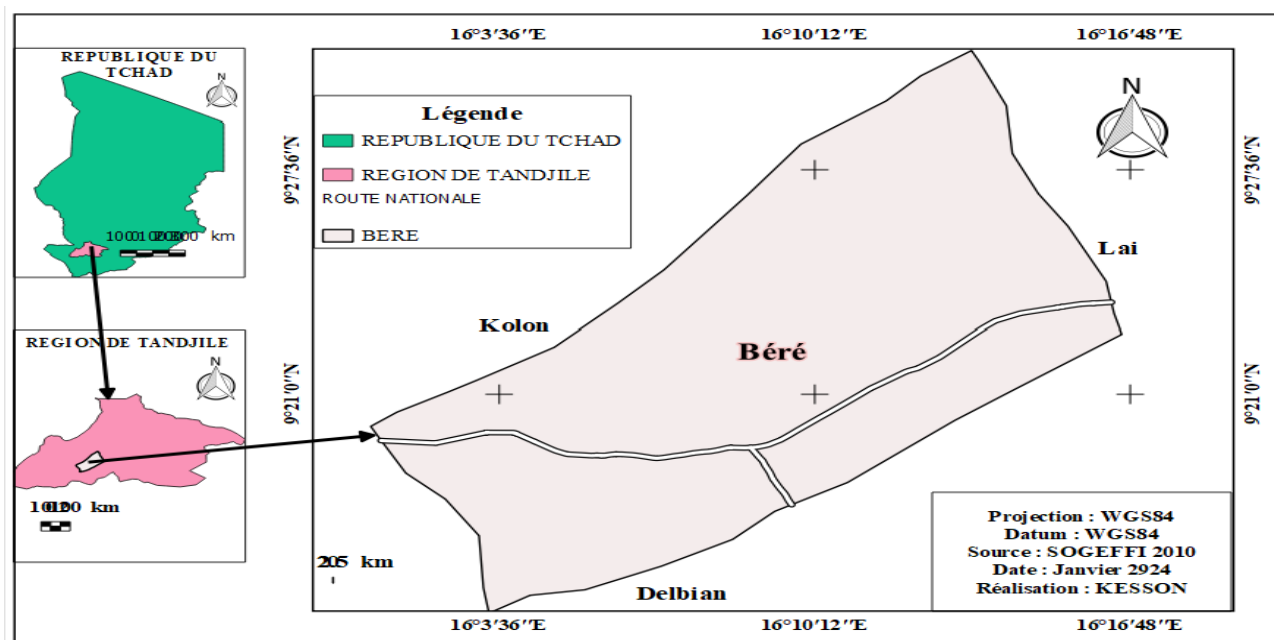 REPUBLIQUE DU
TCHAD
N
km
REGION DE TANDJILE
N
km
16°3′36″E
16°10′12″E
16°16′48″E
Légende
REPUBLIQUE DU TCHAD
REGION DE TANDJILE
ROUTE NATIONALE
BERE
N
9°27′36″N
9°27′36″N
Lai
Kolon
Béré
9°21′0″N
9°21′0″N
km
Delbian
Projection : WGS84
Datum : WGS84
Source : SOGEFFI 2010
Date : Janvier 2924
Réalisation : KESSON
16°3′36″E
16°10′12″E
16°16′48″E